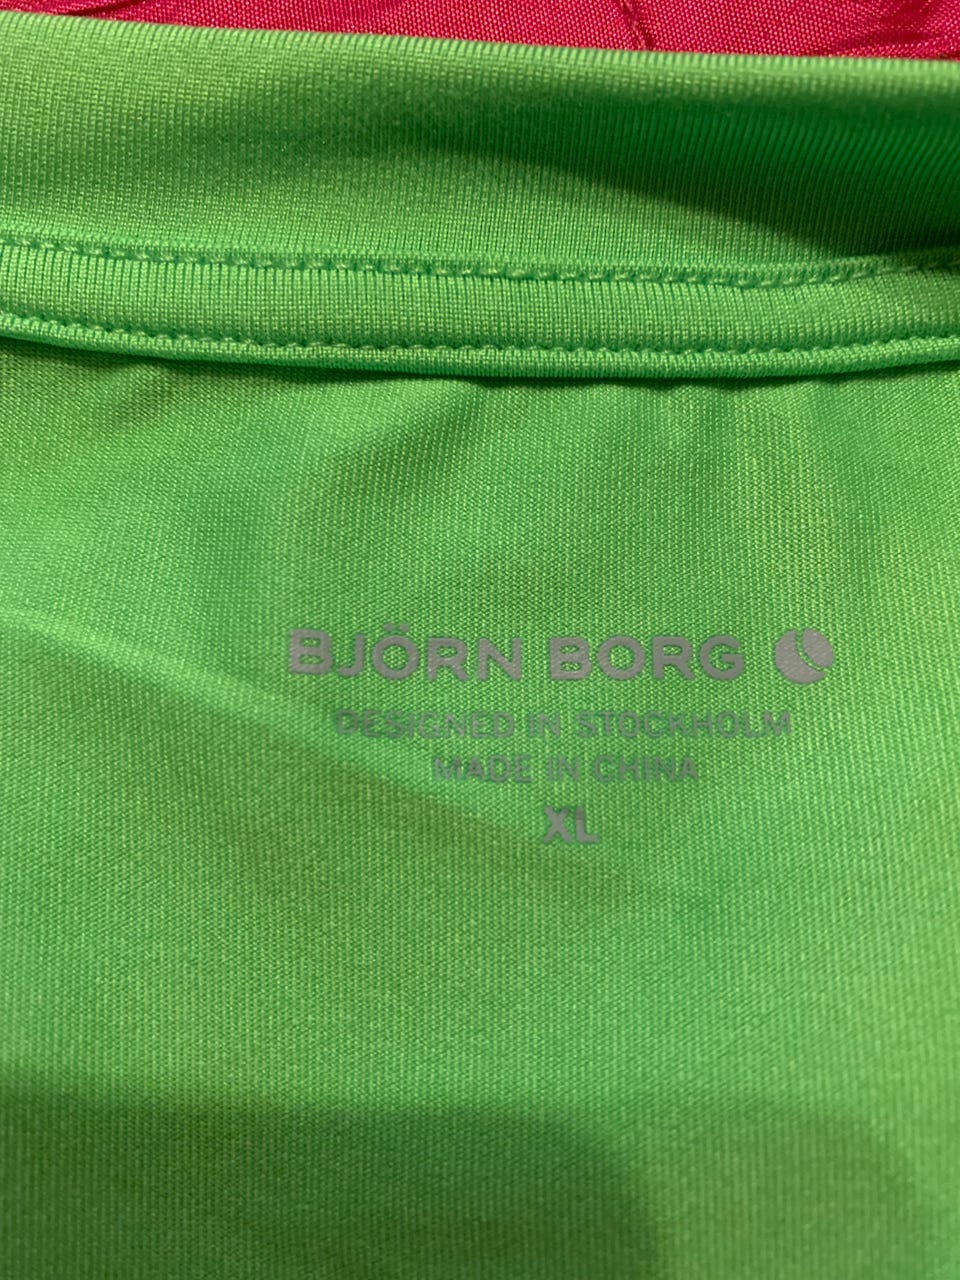 BJÖRN BORG
DESIGNED IN STOCKHOLM
MADE IN CHINA
XL